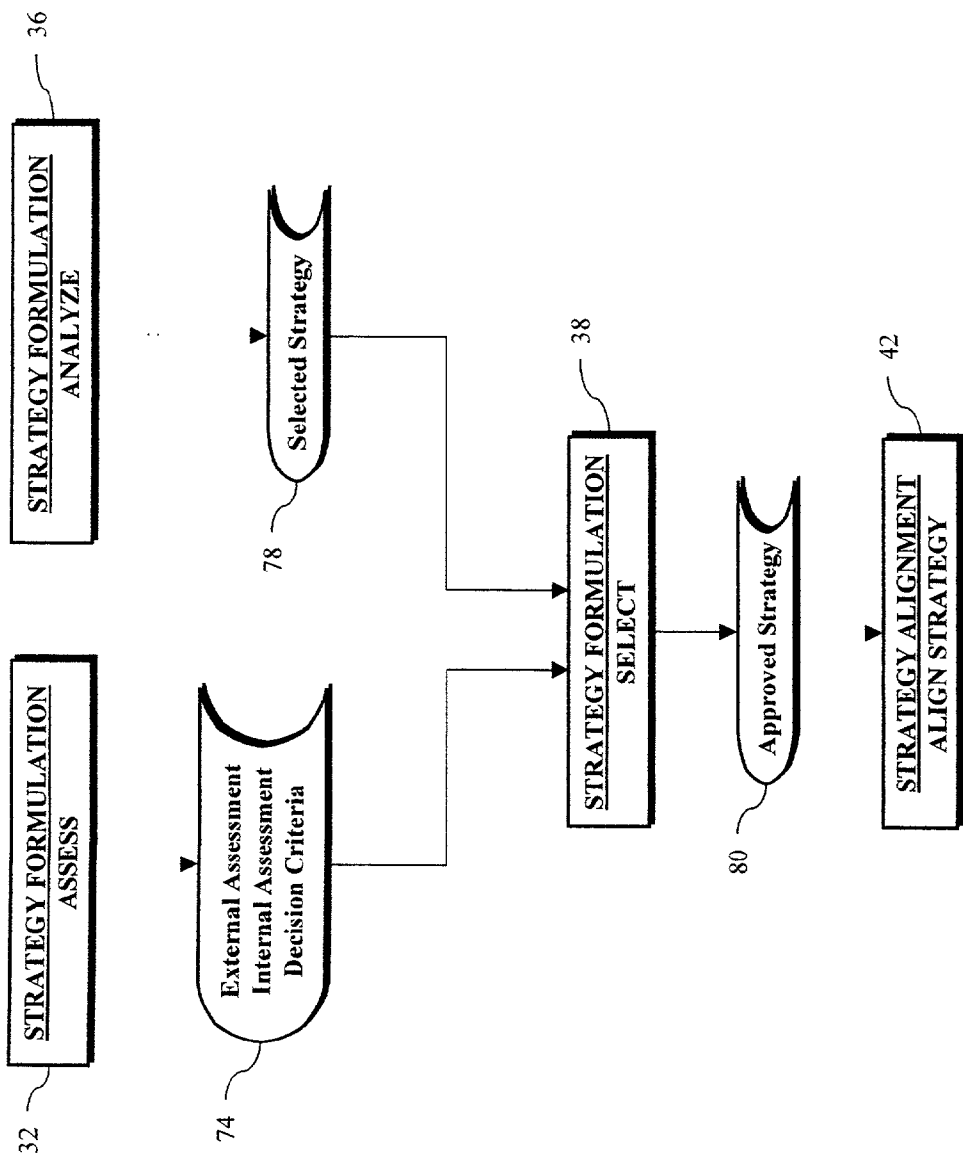 32
STRATEGY FORMULATION
ASSESS
STRATEGY FORMULATION
ANALYZE
36
74
External Assessment
Internal Assessment
Decision Criteria
78
Selected Strategy
STRATEGY FORMULATION
SELECT
38
80
Approved Strategy
STRATEGY ALIGNMENT
ALIGN STRATEGY
42